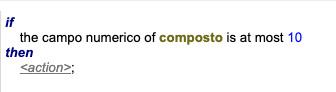 if
the campo numerico of composto is at most 10
then
<action>;